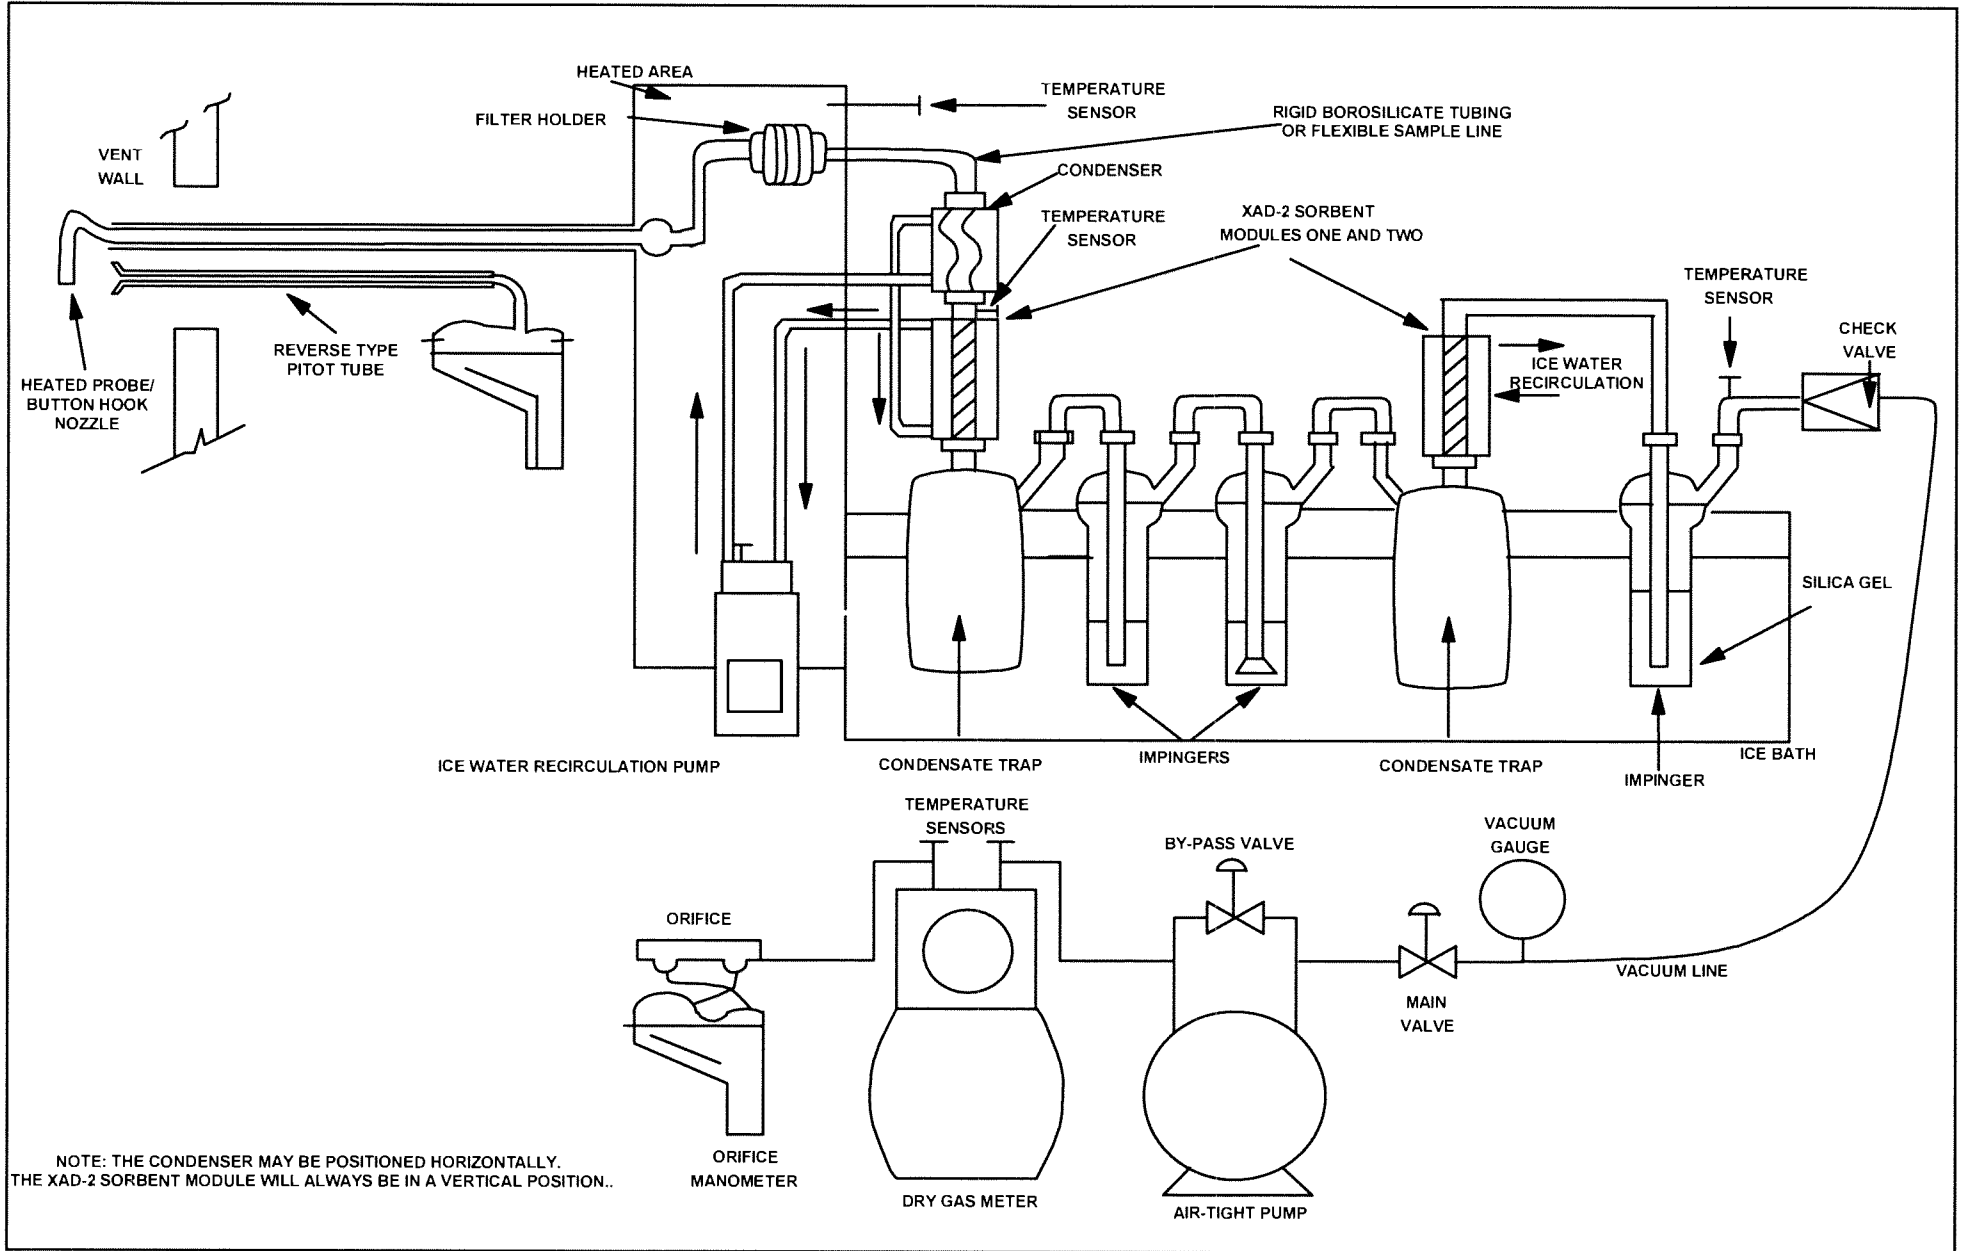 HEATED AREA
TEMPERATURE
SENSOR
FILTER HOLDER
RIGID BOROSILICATE TUBING
OR FLEXIBLE SAMPLE LINE
VENT
WALL
CONDENSER
TEMPERATURE
SENSOR
XAD-2 SORBENT
MODULES ONE AND TWO
TEMPERATURE
SENSOR
CHECK
VALVE
REVERSE TYPE
PITOT TUBE
ICE WATER
RECIRCULATION
HEATED PROBE/
BUTTON HOOK
NOZZLE
SILICA GEL
ICE WATER RECIRCULATION PUMP
CONDENSATE TRAP
IMPINGERS
CONDENSATE TRAP
IMPINGER
ICE BATH
TEMPERATURE
SENSORS
BY-PASS VALVE
VACUUM
GAUGE
ORIFICE
VACUUM LINE
MAIN
VALVE
ORIFICE
MANOMETER
DRY GAS METER
AIR-TIGHT PUMP
NOTE: THE CONDENSER MAY BE POSITIONED HORIZONTALLY.
THE XAD-2 SORBENT MODULE WILL ALWAYS BE IN A VERTICAL POSITION..